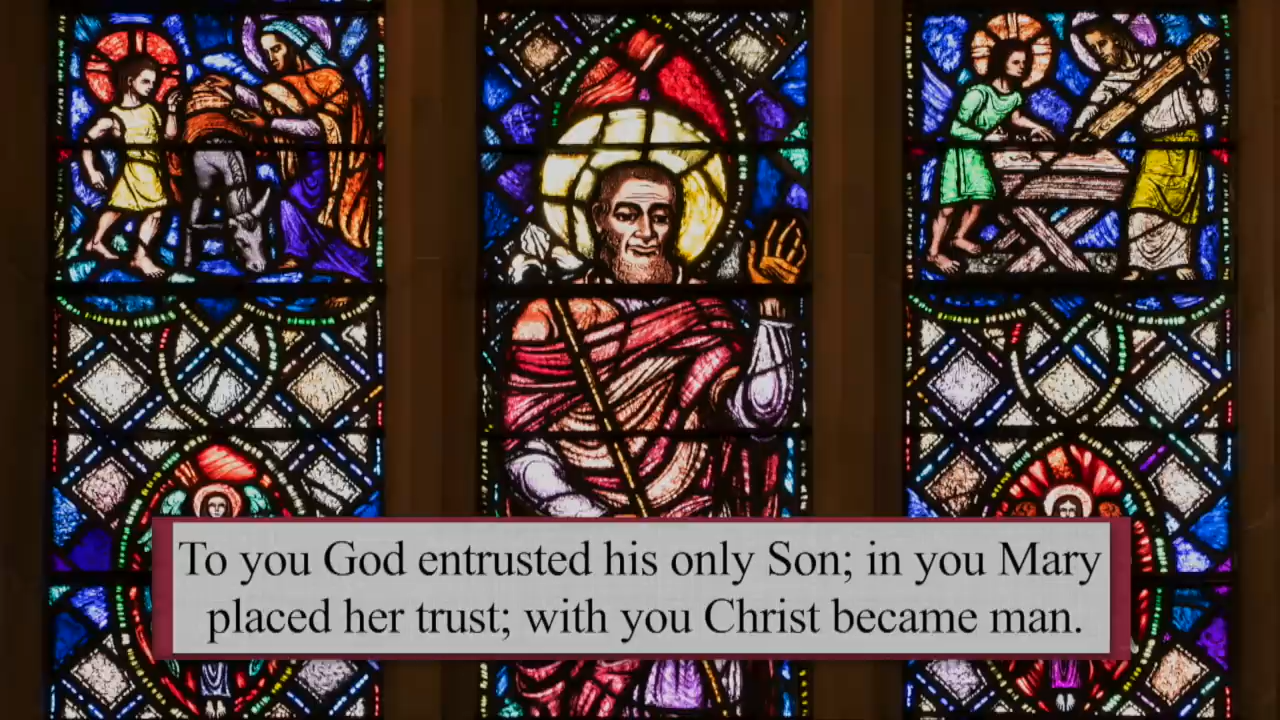 To you God entrusted his only Son; in you Mary
placed her trust; with you Christ became man.